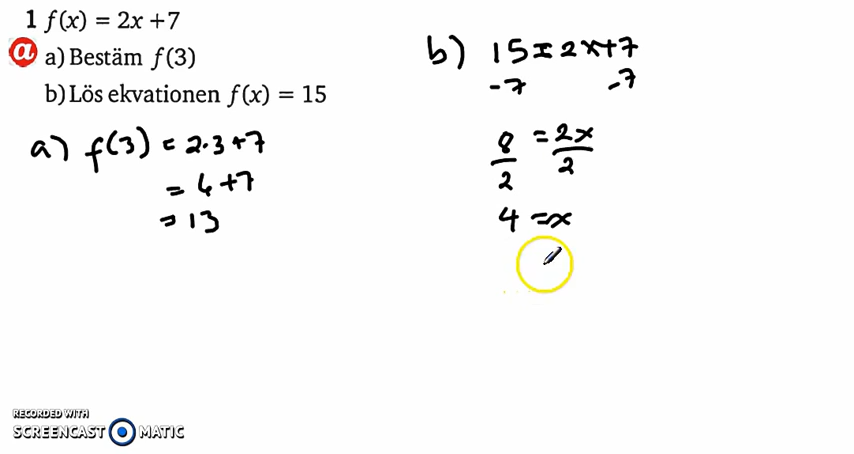 1 f(x) = 2x + 7
a a) Bestäm f(3)
b) Lös ekvationen f(x) = 15
a) f(3) = 2·3+7
= 6+7
= 13
b) 15 = 2x+7
-7 -7
8/2 = 2x/2
4 = x
RECORDED WITH
SCREENCAST MATIC